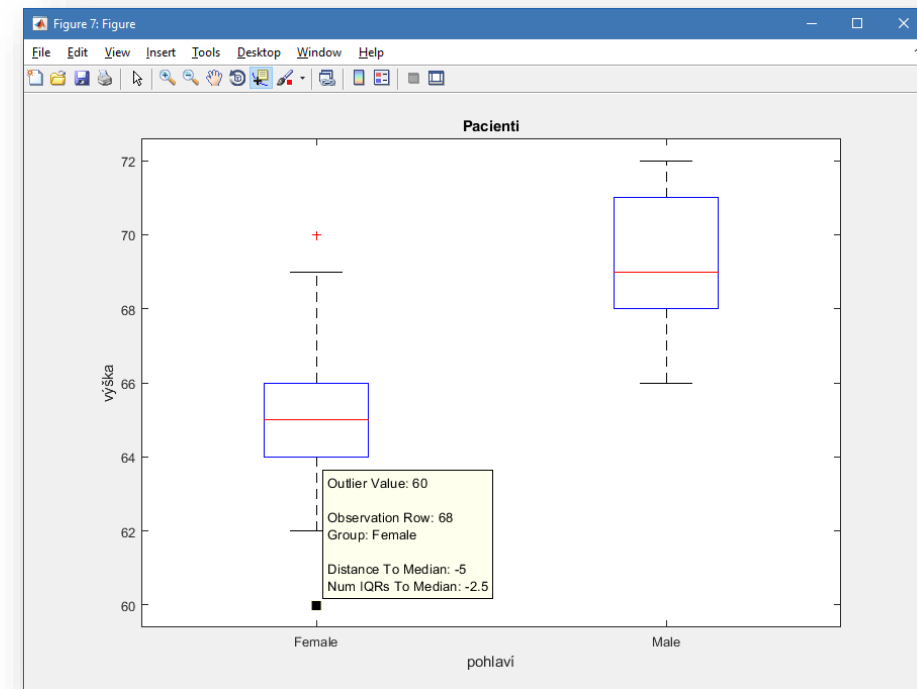 Figure 7: Figure
File Edit View Insert Tools Desktop Window Help
Pacienti
72
70
68
66
64
62
60
výška
Outlier Value: 60
Observation Row: 68
Group: Female
Distance To Median: -5
Num IQRs To Median: -2.5
Female Male
pohlaví